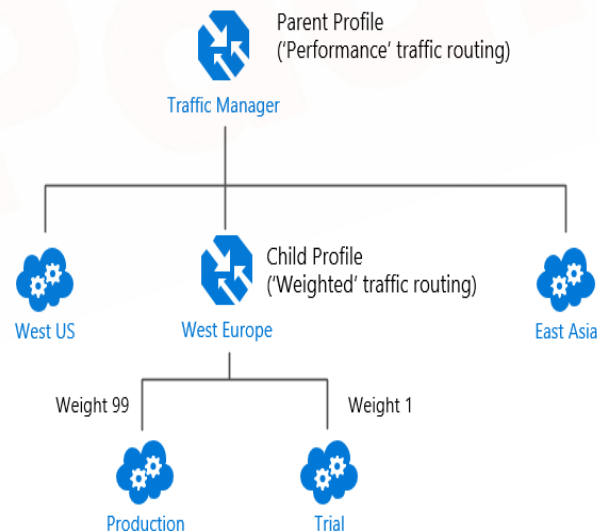 Parent Profile
('Performance' traffic routing)
Traffic Manager
Child Profile
('Weighted' traffic routing)
West US
West Europe
East Asia
Weight 99
Weight 1
Production
Trial